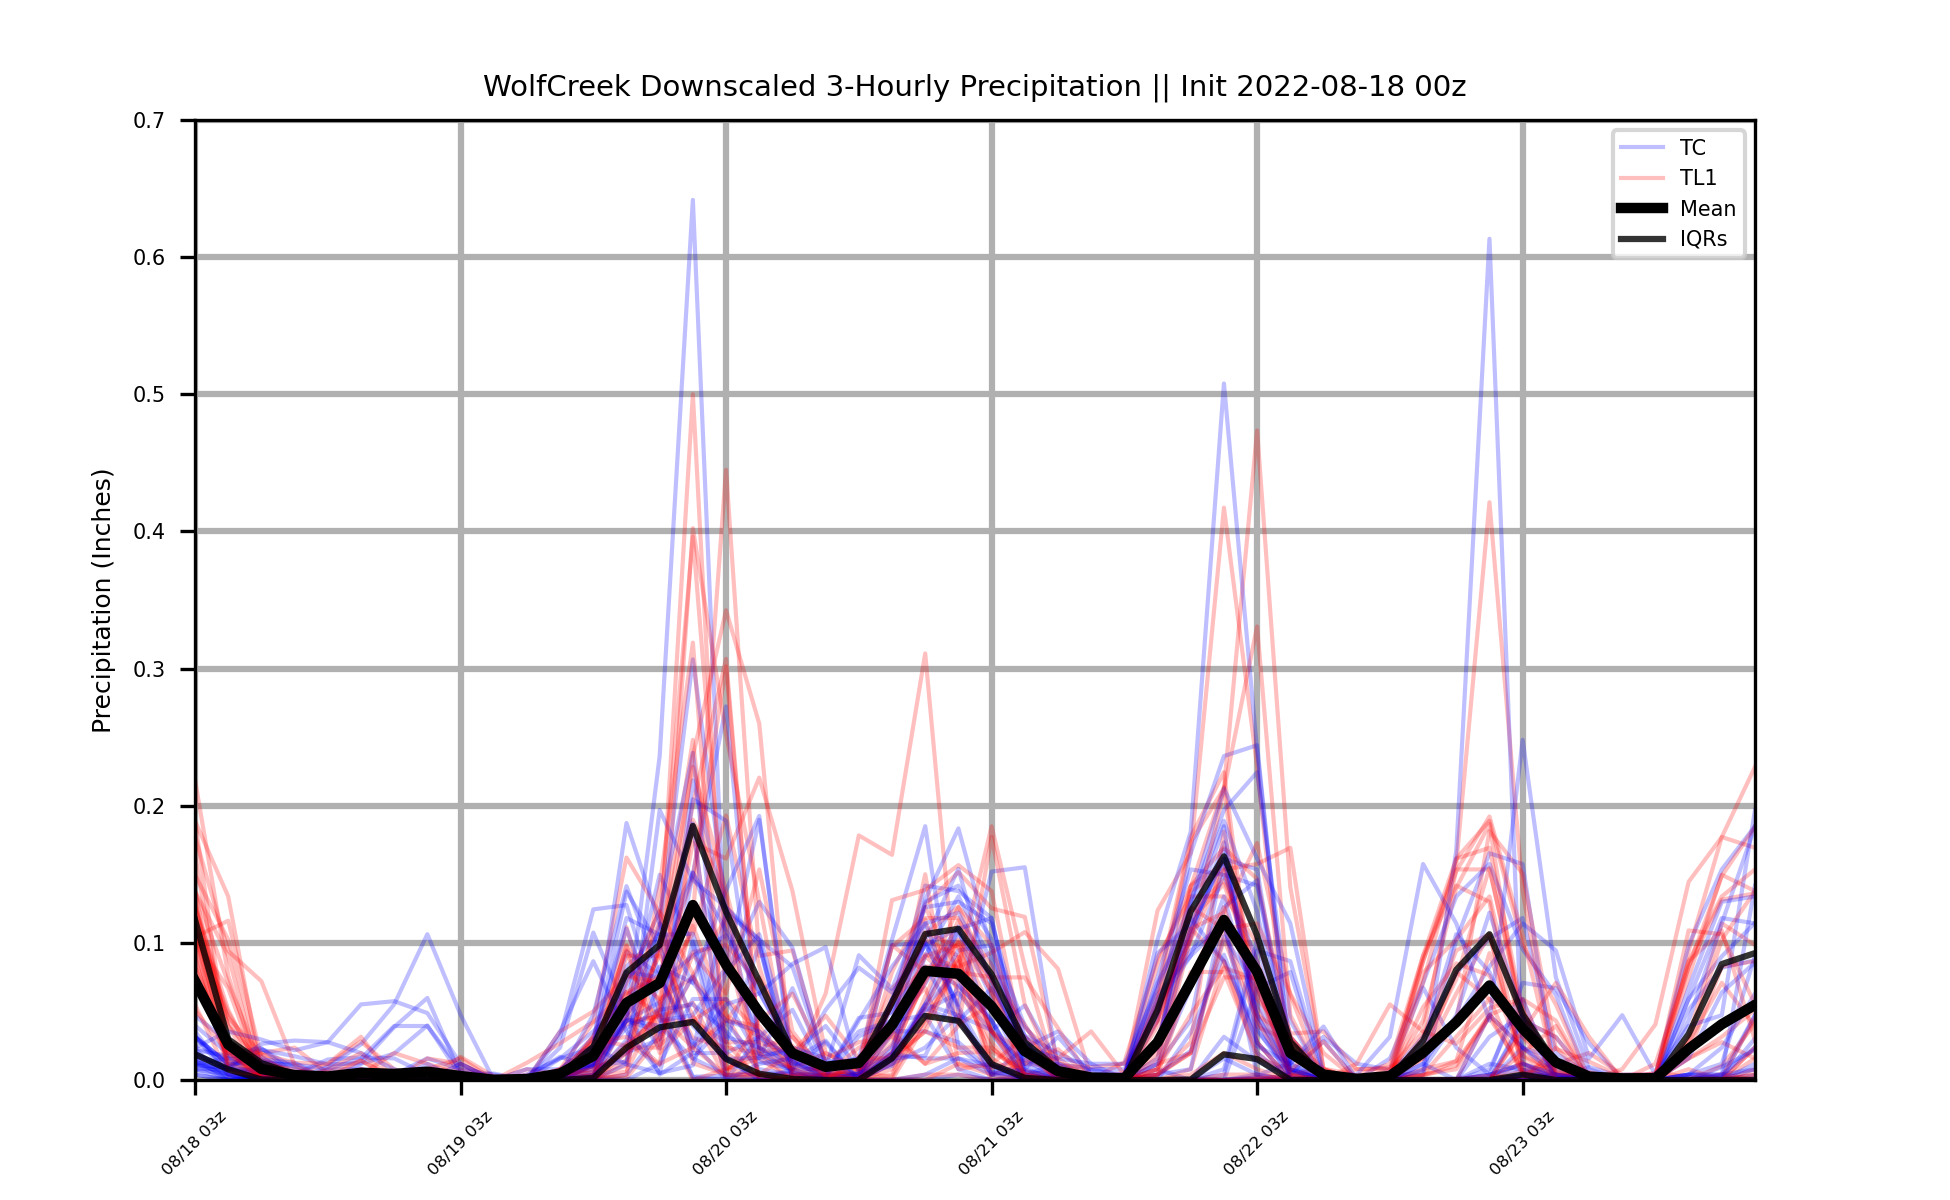 WolfCreek Downscaled 3-Hourly Precipitation || Init 2022-08-18 00z
TC
TL1
Mean
IQRs
Precipitation (Inches)
0.7
0.6
0.5
0.4
0.3
0.2
0.1
0.0
08/18 03z
08/19 03z
08/20 03z
08/21 03z
08/22 03z
08/23 03z